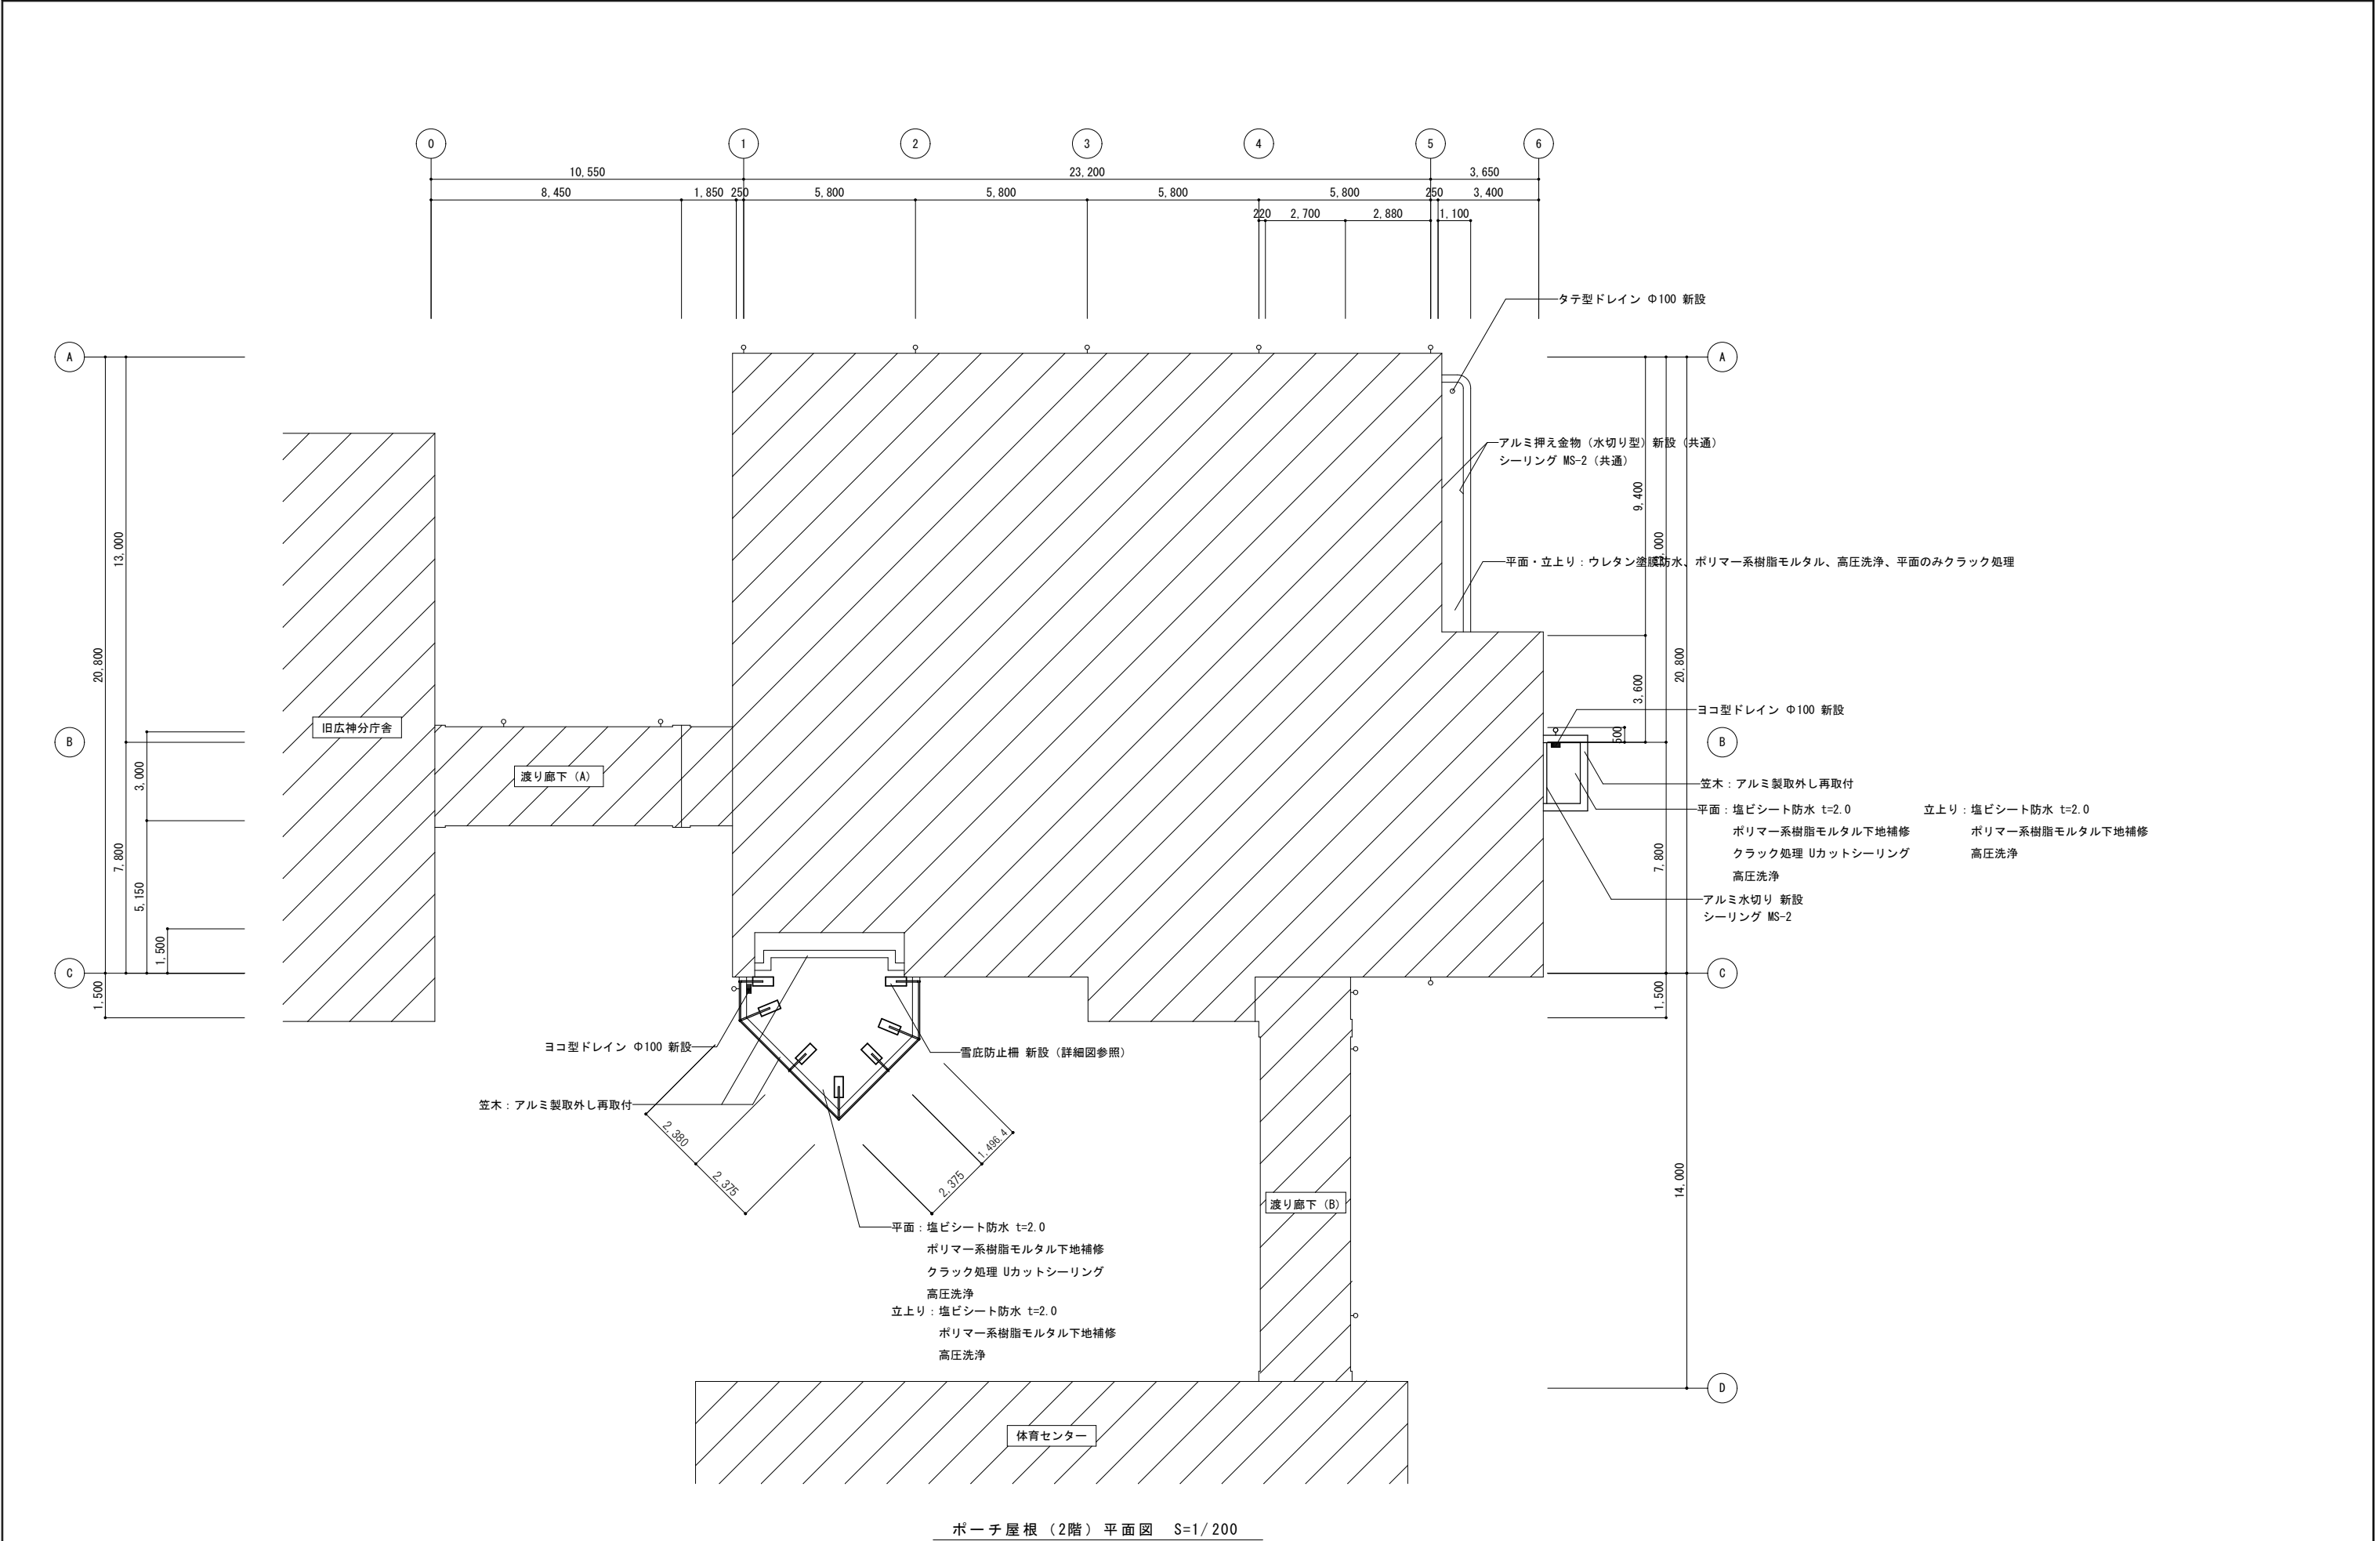 0
1
2
3
4
5
6
10,550
23,200
3,650
8,450
1,850
250
5,800
5,800
5,800
5,800
250
3,400
220
2,700
2,880
1,100
タテ型ドレイン Φ100 新設
A
A
アルミ押え金物（水切り型）新設（共通）
シーリング MS-2（共通）
9,400
13,000
13,000
平面・立上り：ウレタン塗膜防水、ポリマー系樹脂モルタル、高圧洗浄、平面のみクラック処理
20,800
20,800
3,600
ヨコ型ドレイン Φ100 新設
旧広神分庁舎
500
B
B
3,000
渡り廊下（A）
笠木：アルミ製取外し再取付
平面：塩ビシート防水 t=2.0
ポリマー系樹脂モルタル下地補修
クラック処理 Uカットシーリング
高圧洗浄
立上り：塩ビシート防水 t=2.0
ポリマー系樹脂モルタル下地補修
高圧洗浄
7,800
7,800
5,150
アルミ水切り 新設
シーリング MS-2
1,500
C
C
1,500
1,500
ヨコ型ドレイン Φ100 新設
雪庇防止柵 新設（詳細図参照）
笠木：アルミ製取外し再取付
2,380
2,375
1,496.4
2,375
14,000
渡り廊下（B）
平面：塩ビシート防水 t=2.0
ポリマー系樹脂モルタル下地補修
クラック処理 Uカットシーリング
高圧洗浄
立上り：塩ビシート防水 t=2.0
ポリマー系樹脂モルタル下地補修
高圧洗浄
D
体育センター
ポーチ屋根（2階）平面図 S=1/200